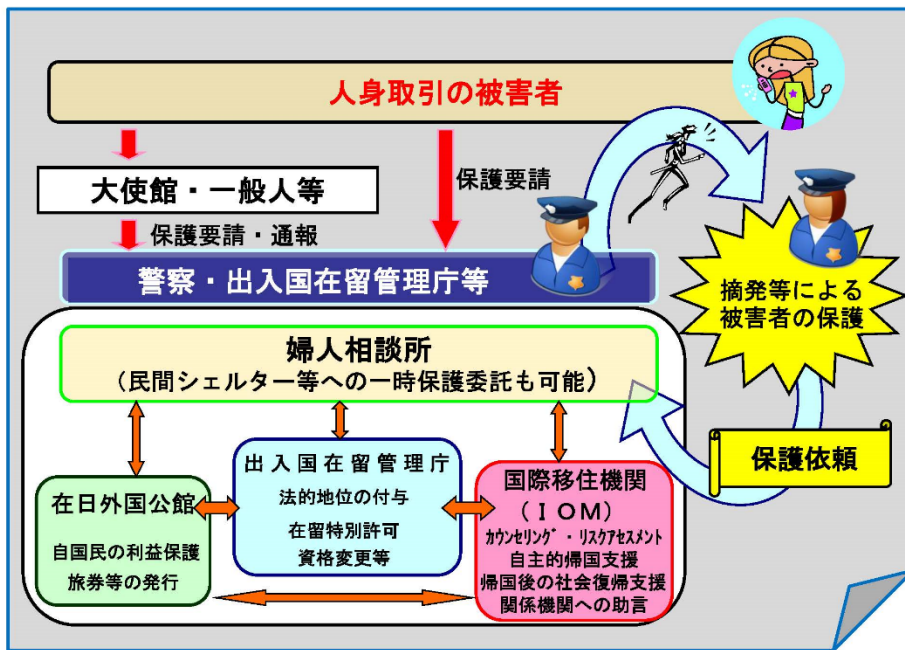 人身取引の被害者
大使館・一般人等
保護要請
保護要請・通報
警察・出入国在留管理庁等
摘発等による
被害者の保護
婦人相談所
(民間シェルター等への一時保護委託も可能)
保護依頼
在日外国公館
自国民の利益保護
旅券等の発行
出入国在留管理庁
法的地位の付与
在留特別許可
資格変更等
国際移住機関
(ＩＯＭ)
ｶｳﾝｾﾘﾝｸﾞ・ﾘｽｸｱｾｽﾒﾝﾄ
自主的帰国支援
帰国後の社会復帰支援
関係機関への助言